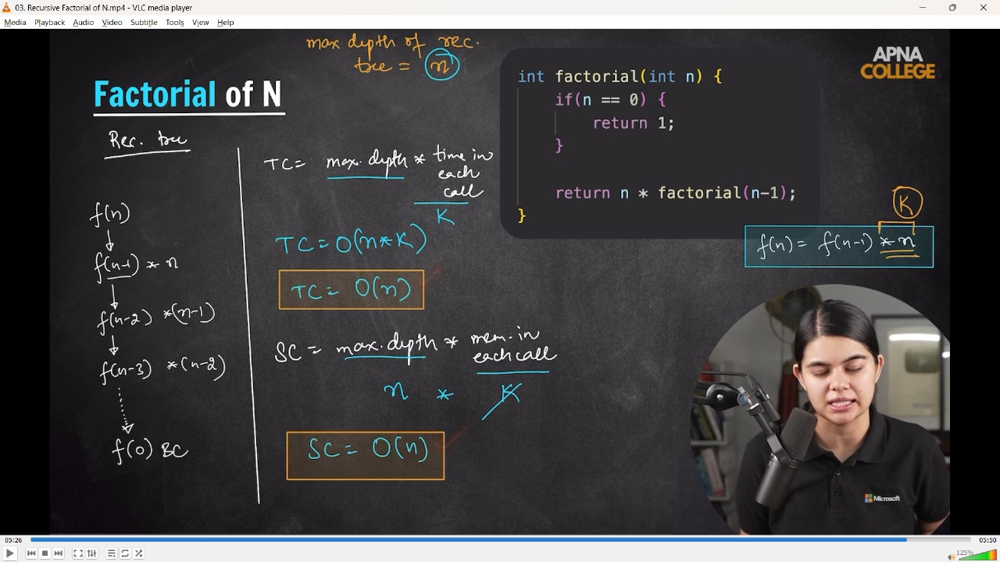 03. Recursive Factorial of N.mp4 - VLC media player
Media Playback Audio Video Subtitle Tools View Help
max depth of rec.
tree = n
APNA
COLLEGE
Factorial of N
int factorial(int n) {
if(n == 0) {
return 1;
}
return n * factorial(n-1);
}
Rec. tree
f(n)
f(n-1) * n
f(n-2) *(n-1)
f(n-3) *(n-2)
f(0) BC
TC= max. depth * time in
each
call
K
TC = O(n*K)
TC = O(n)
SC = max. depth * mem. in
each call
n * K
SC = O(n)
K
f(n) = f(n-1) * n
Microsoft
05:26
05:50
125%